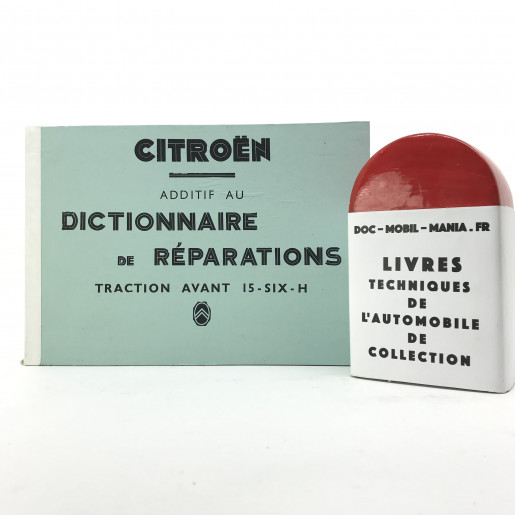 CITROËN
ADDITIF AU
DICTIONNAIRE
DE RÉPARATIONS
TRACTION AVANT 15-SIX-H
DOC-MOBIL-MANIA.FR
LIVRES
TECHNIQUES
DE
L'AUTOMOBILE
DE
COLLECTION